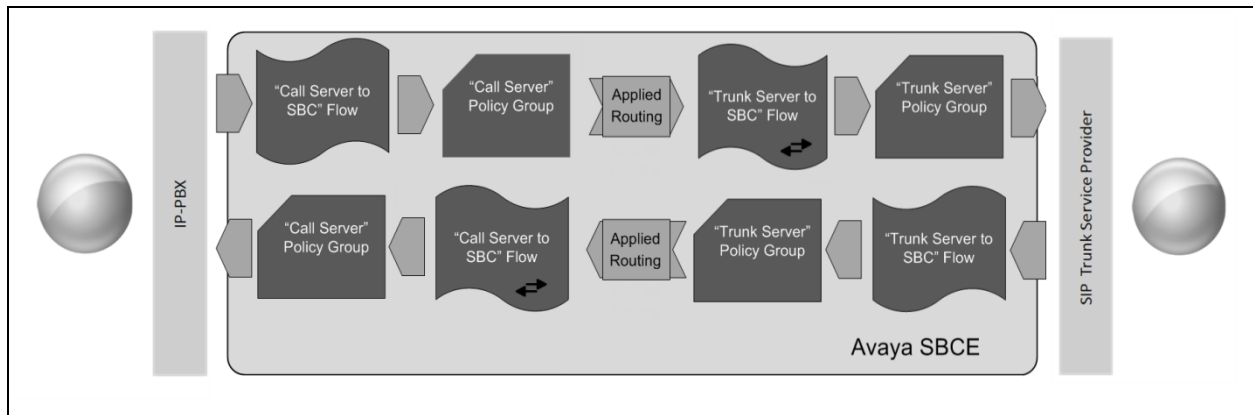 IP-PBX
“Call Server to
SBC” Flow
“Call Server”
Policy Group
Applied
Routing
“Trunk Server to
SBC” Flow
“Trunk Server”
Policy Group
“Call Server”
Policy Group
“Call Server to
SBC” Flow
Applied
Routing
“Trunk Server”
Policy Group
“Trunk Server to
SBC” Flow
Avaya SBCE
SIP Trunk Service Provider